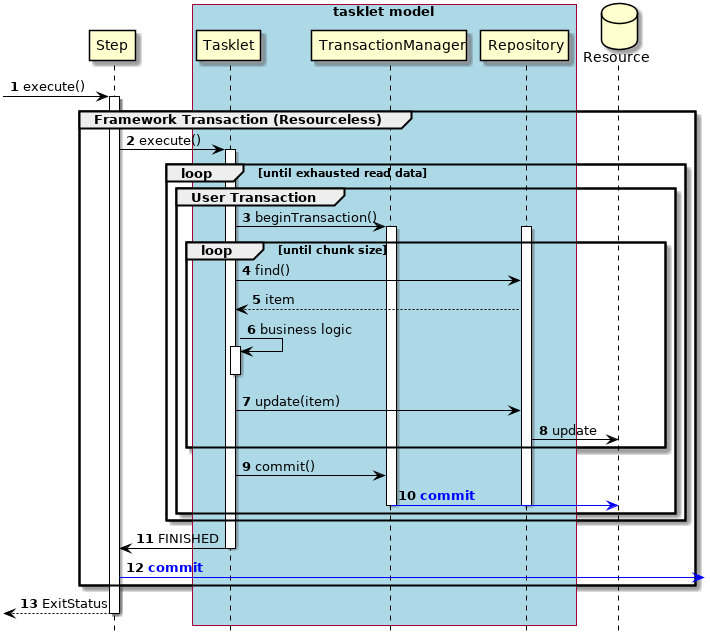 tasklet model
Step
Tasklet
TransactionManager
Repository
Resource
1 execute()
Framework Transaction (Resourceless)
2 execute()
loop [until exhausted read data]
User Transaction
3 beginTransaction()
loop [until chunk size]
4 find()
5 item
6 business logic
7 update(item)
8 update
9 commit()
10 commit
11 FINISHED
12 commit
13 ExitStatus